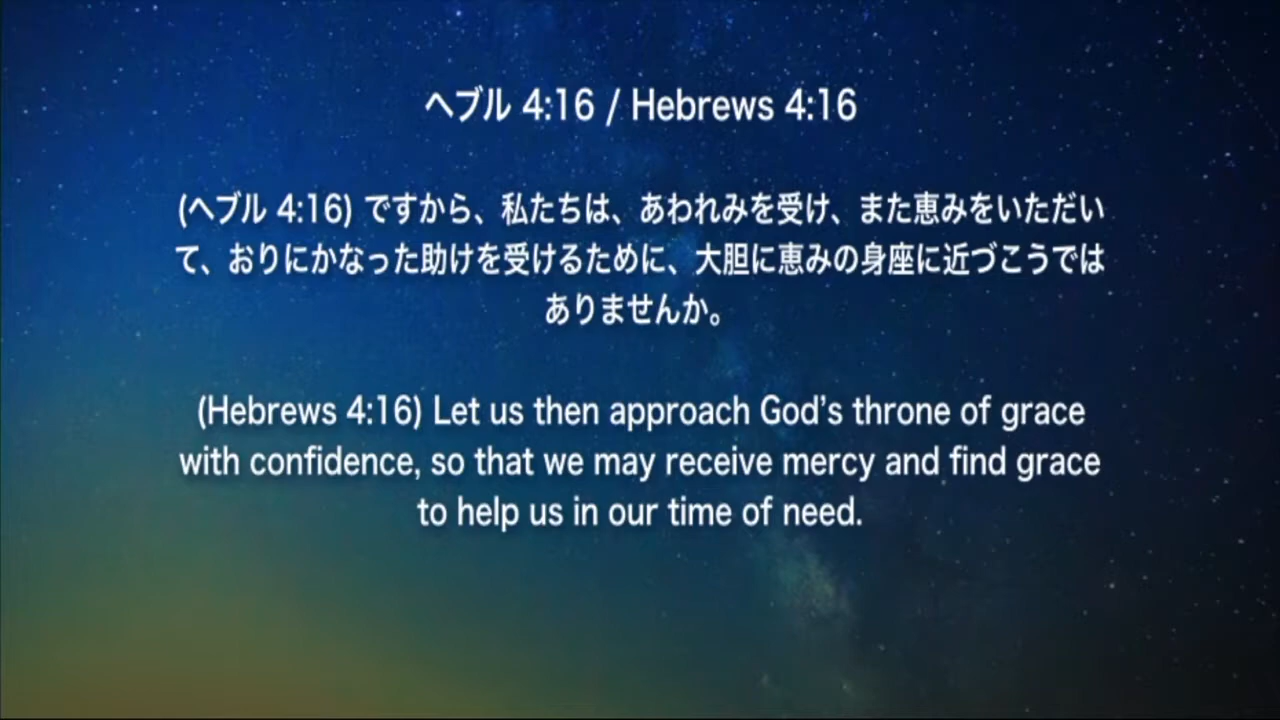 ヘブル 4:16 / Hebrews 4:16
(ヘブル 4:16) ですから、私たちは、あわれみを受け、また恵みをいただい
て、おりにかなった助けを受けるために、大胆に恵みの身座に近づこうでは
ありませんか。
(Hebrews 4:16) Let us then approach God’s throne of grace
with confidence, so that we may receive mercy and find grace
to help us in our time of need.